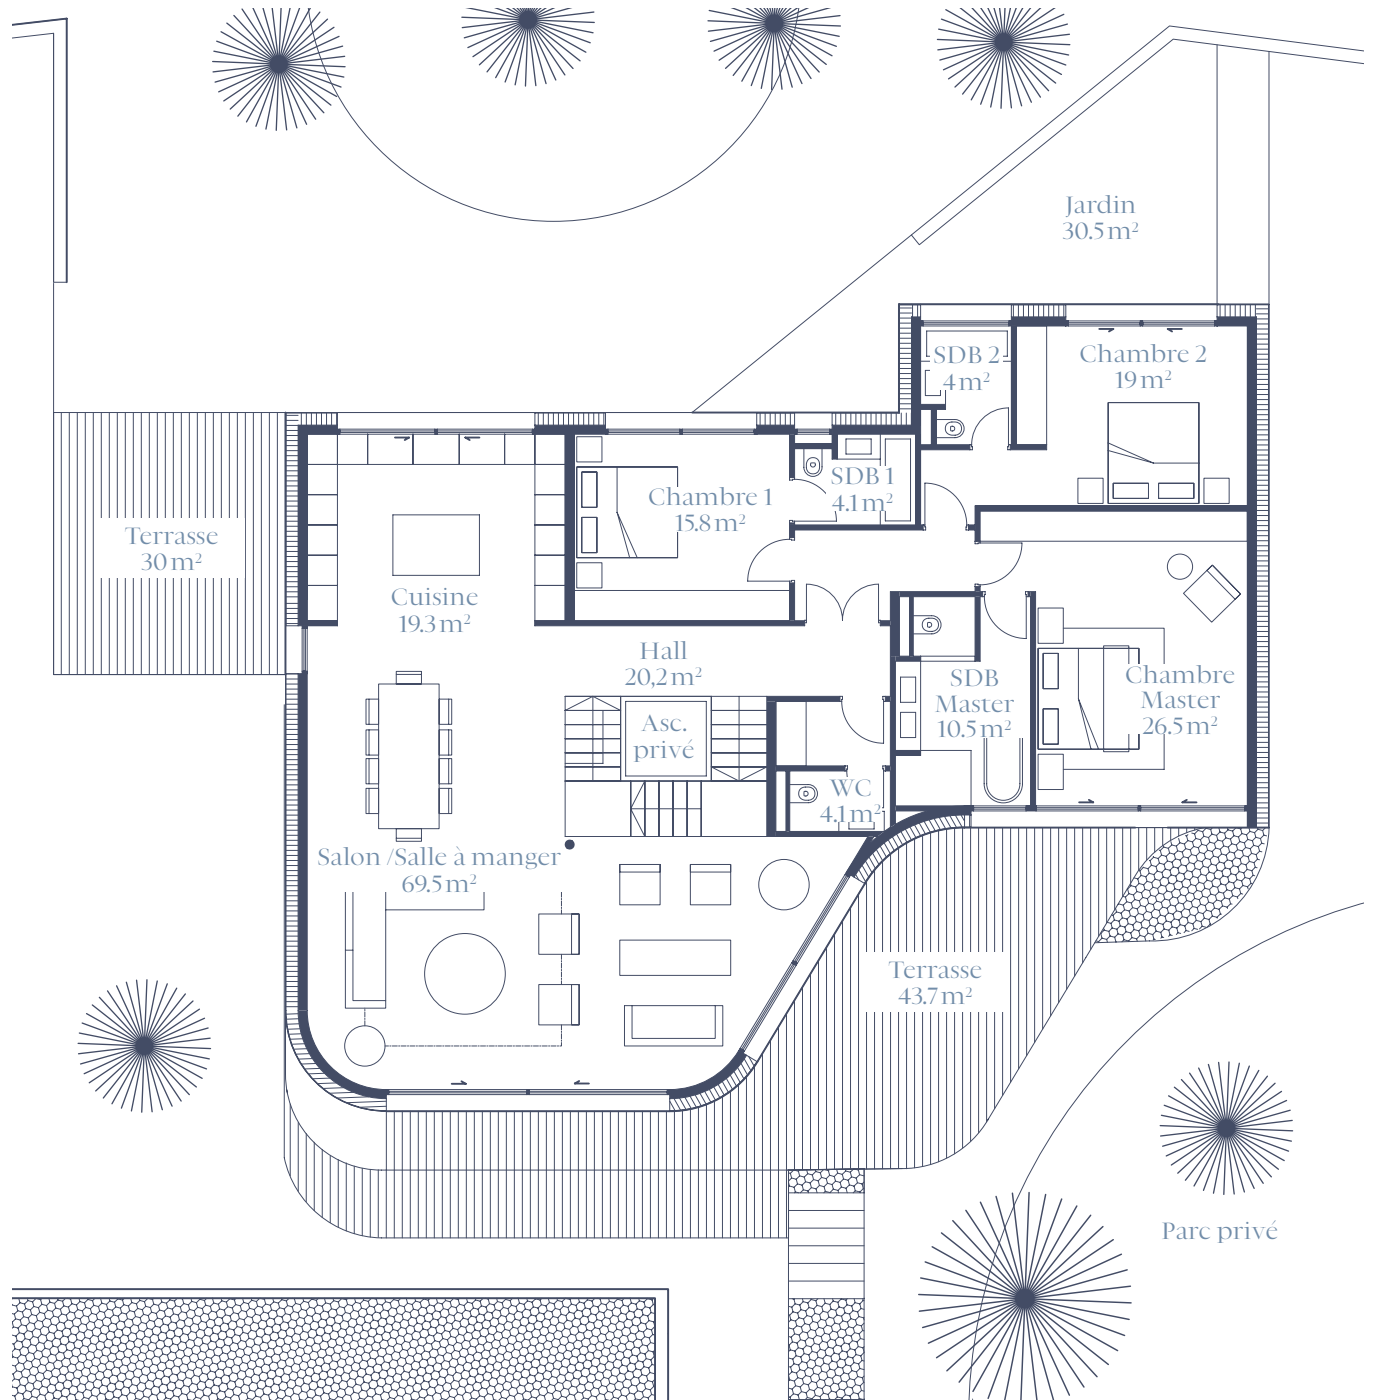 Jardin
30.5 m²
SDB 2
4 m²
Chambre 2
19 m²
Chambre 1
15.8 m²
SDB 1
4.1 m²
Terrasse
30 m²
Cuisine
19.3 m²
Hall
20,2 m²
Asc.
privé
SDB
Master
10.5 m²
Chambre
Master
26.5 m²
WC
4.1 m²
Salon /Salle à manger
69.5 m²
Terrasse
43.7 m²
Parc privé